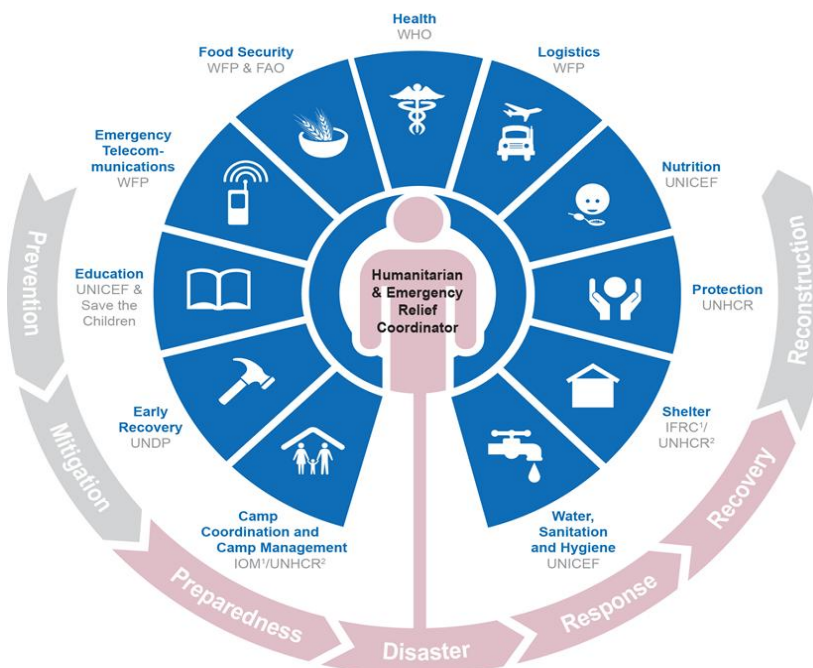 Health
WHO
Food Security
WFP & FAO
Logistics
WFP
Emergency
Telecom-
munications
WFP
Nutrition
UNICEF
Education
UNICEF &
Save the
Children
Protection
UNHCR
Humanitarian
& Emergency
Relief
Coordinator
Early
Recovery
UNDP
Shelter
IFRC¹/
UNHCR²
Camp
Coordination and
Camp Management
IOM¹/UNHCR²
Water,
Sanitation
and Hygiene
UNICEF
Prevention
Mitigation
Preparedness
Disaster
Response
Recovery
Reconstruction